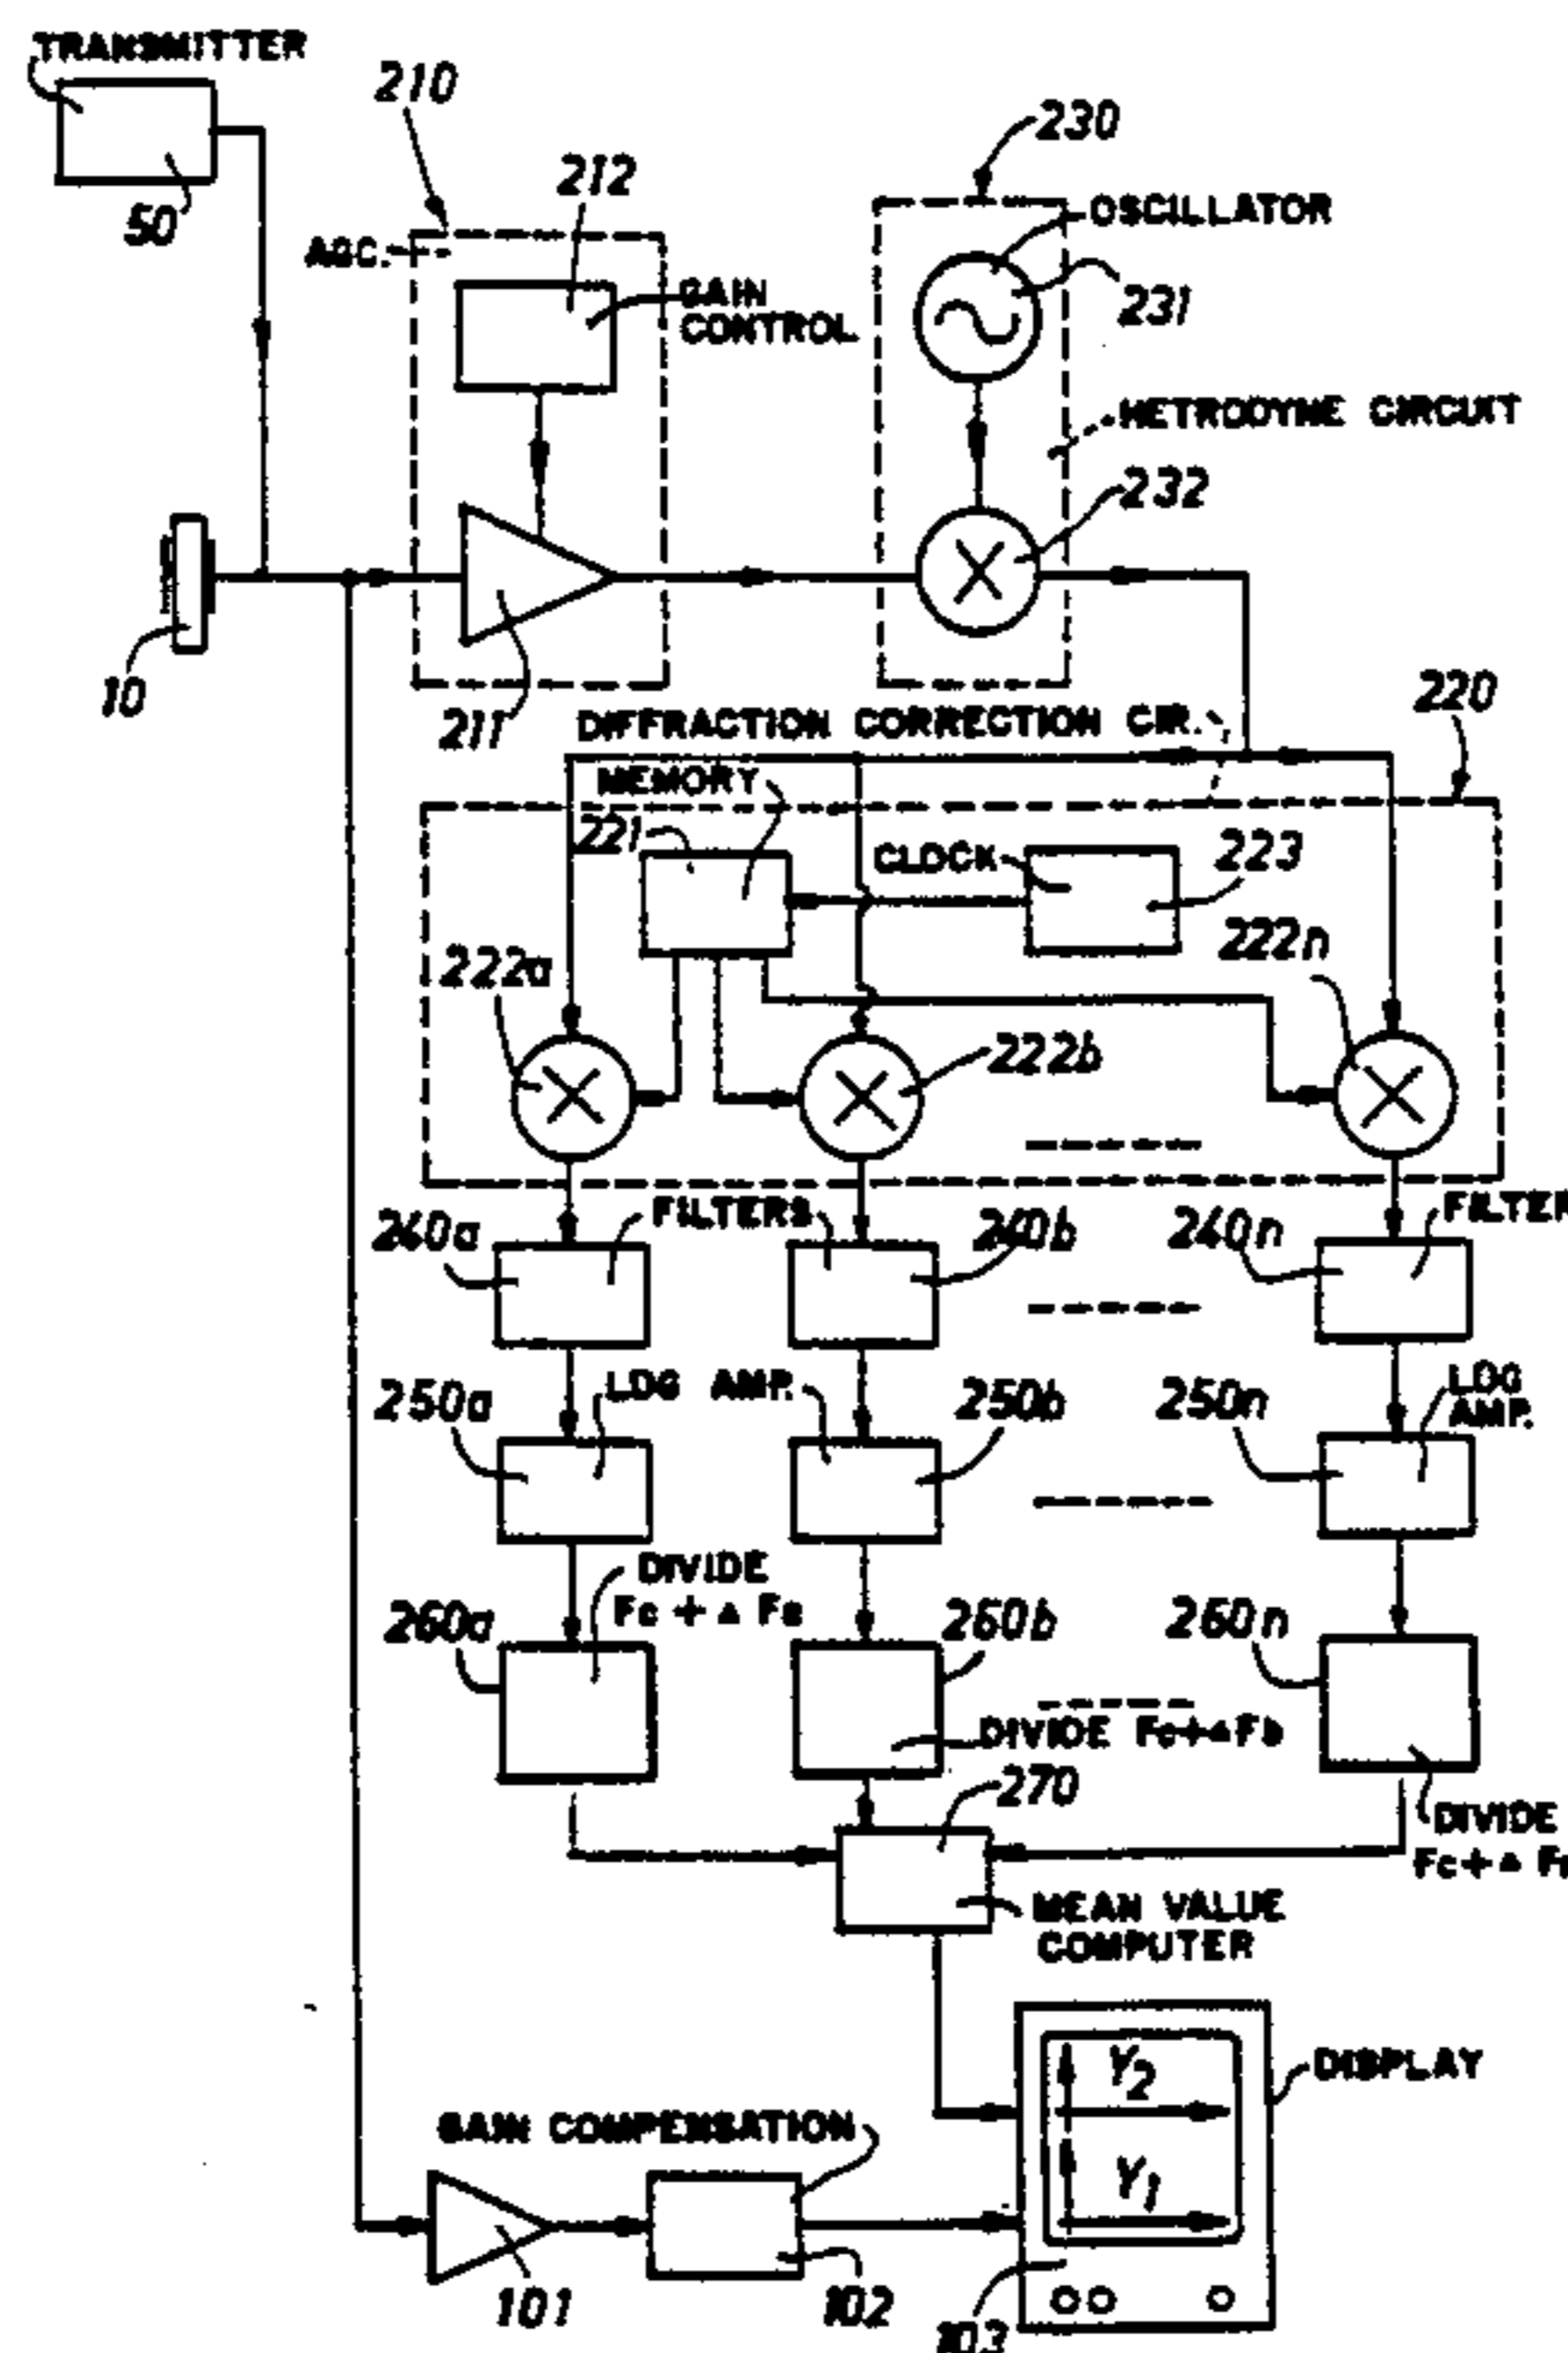 TRANSMITTER
50
210
AGC.
212
GAIN
CONTROL
230
OSCILLATOR
231
HETRODYNE CIRCUIT
232
10
211
DIFFRACTION CORRECTION CIR.
220
MEMORY
221
CLOCK
223
222a
222n
222b
FILTERS
FILTER
240a
240b
240n
LOG AMP.
LOG
AMP.
250a
250b
250n
DIVIDE
Fc + ▵ Fa
260a
260b
260n
DIVIDE Fc+▵Fb
270
DIVIDE
Fc+▵
MEAN VALUE
COMPUTER
Y2
DISPLAY
GAIN COMPENSATION
Y1
101
102
103